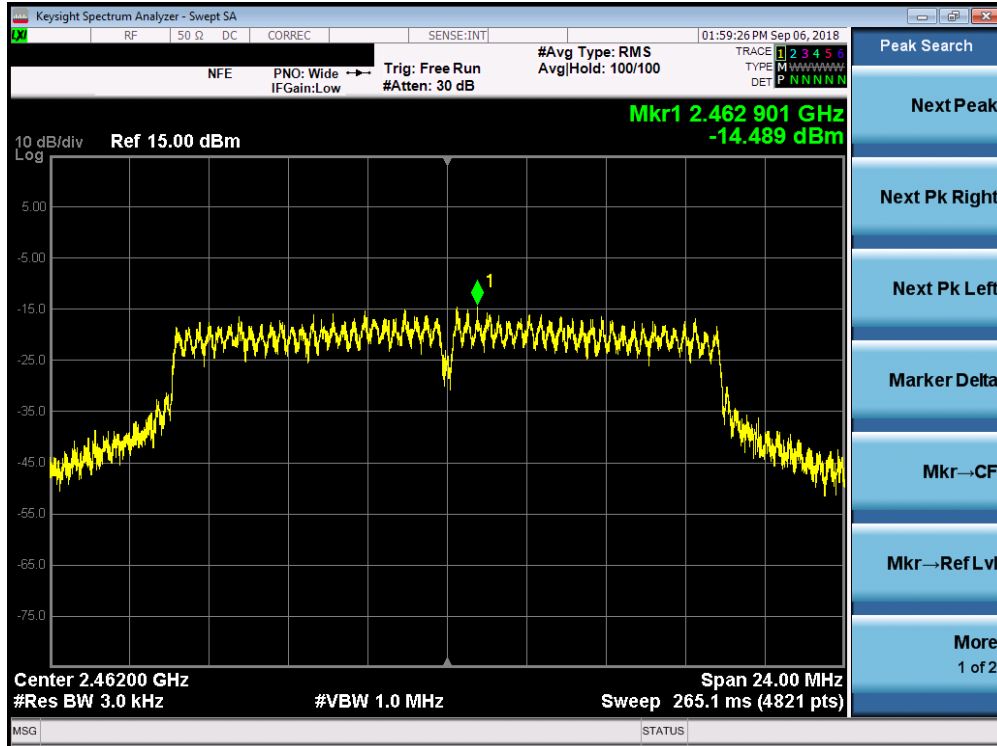 Keysight Spectrum Analyzer - Swept SA
LXI RF 50 Ω DC CORREC SENSE:INT 01:59:26 PM Sep 06, 2018
NFE PNO: Wide Trig: Free Run #Avg Type: RMS TRACE 1 2 3 4 5 6
IFGain:Low #Atten: 30 dB Avg|Hold: 100/100 TYPE M WWWWW
DET P N N N N N
Mkr1 2.462 901 GHz
-14.489 dBm
10 dB/div Ref 15.00 dBm
Log
5.00
-5.00
1
-15.0
-25.0
-35.0
-45.0
-55.0
-65.0
-75.0
Center 2.46200 GHz Span 24.00 MHz
#Res BW 3.0 kHz #VBW 1.0 MHz Sweep 265.1 ms (4821 pts)
MSG STATUS
Peak Search
Next Peak
Next Pk Right
Next Pk Left
Marker Delta
Mkr→CF
Mkr→Ref Lvl
More
1 of 2